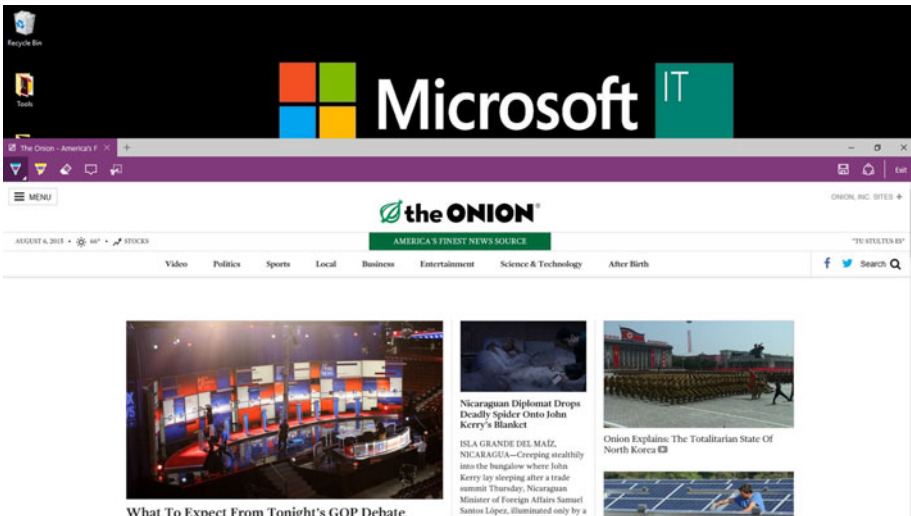 Recycle Bin
Tools
Microsoft IT
The Onion - America's F
Exit
MENU
the ONION®
ONION, INC. SITES +
AUGUST 6, 2015 • 66° • STOCKS
AMERICA'S FINEST NEWS SOURCE
"TU STULTUS ES"
Video Politics Sports Local Business Entertainment Science & Technology After Birth
Search
What To Expect From Tonight's GOP Debate
Nicaraguan Diplomat Drops
Deadly Spider Onto John
Kerry's Blanket
ISLA GRANDE DEL MAÍZ,
NICARAGUA—Creeping stealthily
into the bungalow where John
Kerry lay sleeping after a trade
summit Thursday, Nicaraguan
Minister of Foreign Affairs Samuel
Santos López, illuminated only by a
Onion Explains: The Totalitarian State Of
North Korea